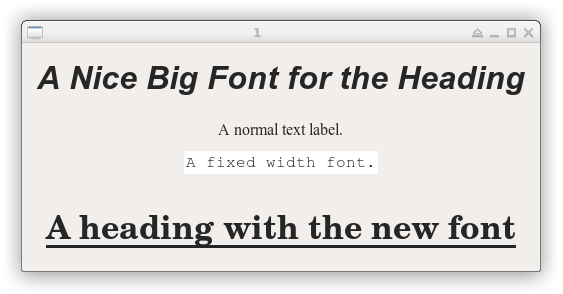 1
A Nice Big Font for the Heading
A normal text label.
A fixed width font.
A heading with the new font